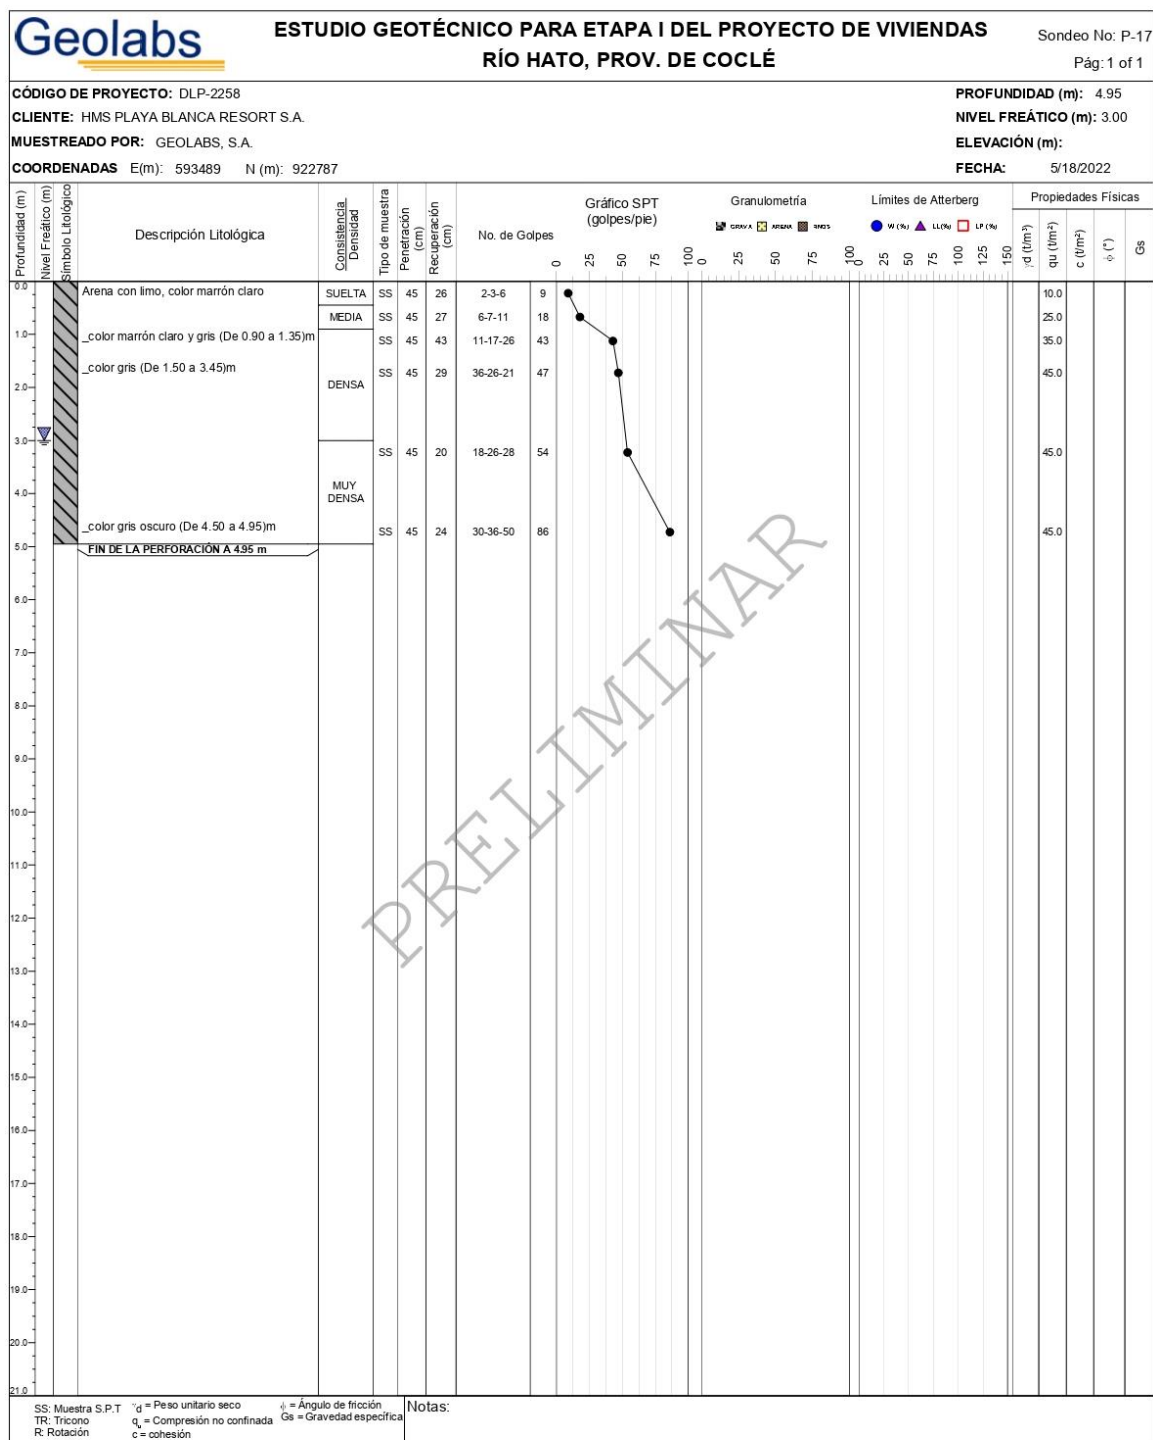 Geolabs
ESTUDIO GEOTÉCNICO PARA ETAPA I DEL PROYECTO DE VIVIENDAS
RÍO HATO, PROV. DE COCLÉ
Sondeo No: P-17
Pág: 1 of 1
CÓDIGO DE PROYECTO: DLP-2258
PROFUNDIDAD (m): 4.95
CLIENTE: HMS PLAYA BLANCA RESORT S.A.
NIVEL FREÁTICO (m): 3.00
MUESTREADO POR: GEOLABS, S.A.
ELEVACIÓN (m):
COORDENADAS E(m): 593489 N (m): 922787
FECHA: 5/18/2022
Profundidad (m)
Nivel Freático (m)
Símbolo Litológico
Descripción Litológica
Consistencia
Densidad
Tipo de muestra
Penetración
(cm)
Recuperación
(cm)
No. de Golpes
Gráfico SPT
(golpes/pie)
0 25 50 75 100
Granulometría
GRAVA ARENA FINOS
0 25 50 75 100
Límites de Atterberg
W (%) LL(%) LP (%)
0 25 50 75 100 125 150
Propiedades Físicas
γd (t/m³)
qu (t/m²)
c (t/m²)
ϕ (°)
Gs
0.0
Arena con limo, color marrón claro
SUELTA SS 45 26 2-3-6 9 10.0
MEDIA SS 45 27 6-7-11 18 25.0
1.0
_color marrón claro y gris (De 0.90 a 1.35)m
SS 45 43 11-17-26 43 35.0
_color gris (De 1.50 a 3.45)m
SS 45 29 36-26-21 47 45.0
DENSA
2.0
3.0
SS 45 20 18-26-28 54 45.0
MUY
DENSA
4.0
_color gris oscuro (De 4.50 a 4.95)m
SS 45 24 30-36-50 86 45.0
5.0
FIN DE LA PERFORACIÓN A 4.95 m
6.0
7.0
8.0
9.0
10.0
11.0
12.0
13.0
14.0
15.0
16.0
17.0
18.0
19.0
20.0
21.0
PRELIMINAR
SS: Muestra S.P.T
TR: Tricono
R: Rotación
γd = Peso unitario seco
qu = Compresión no confinada
c = cohesión
ϕ = Ángulo de fricción
Gs = Gravedad específica
Notas: